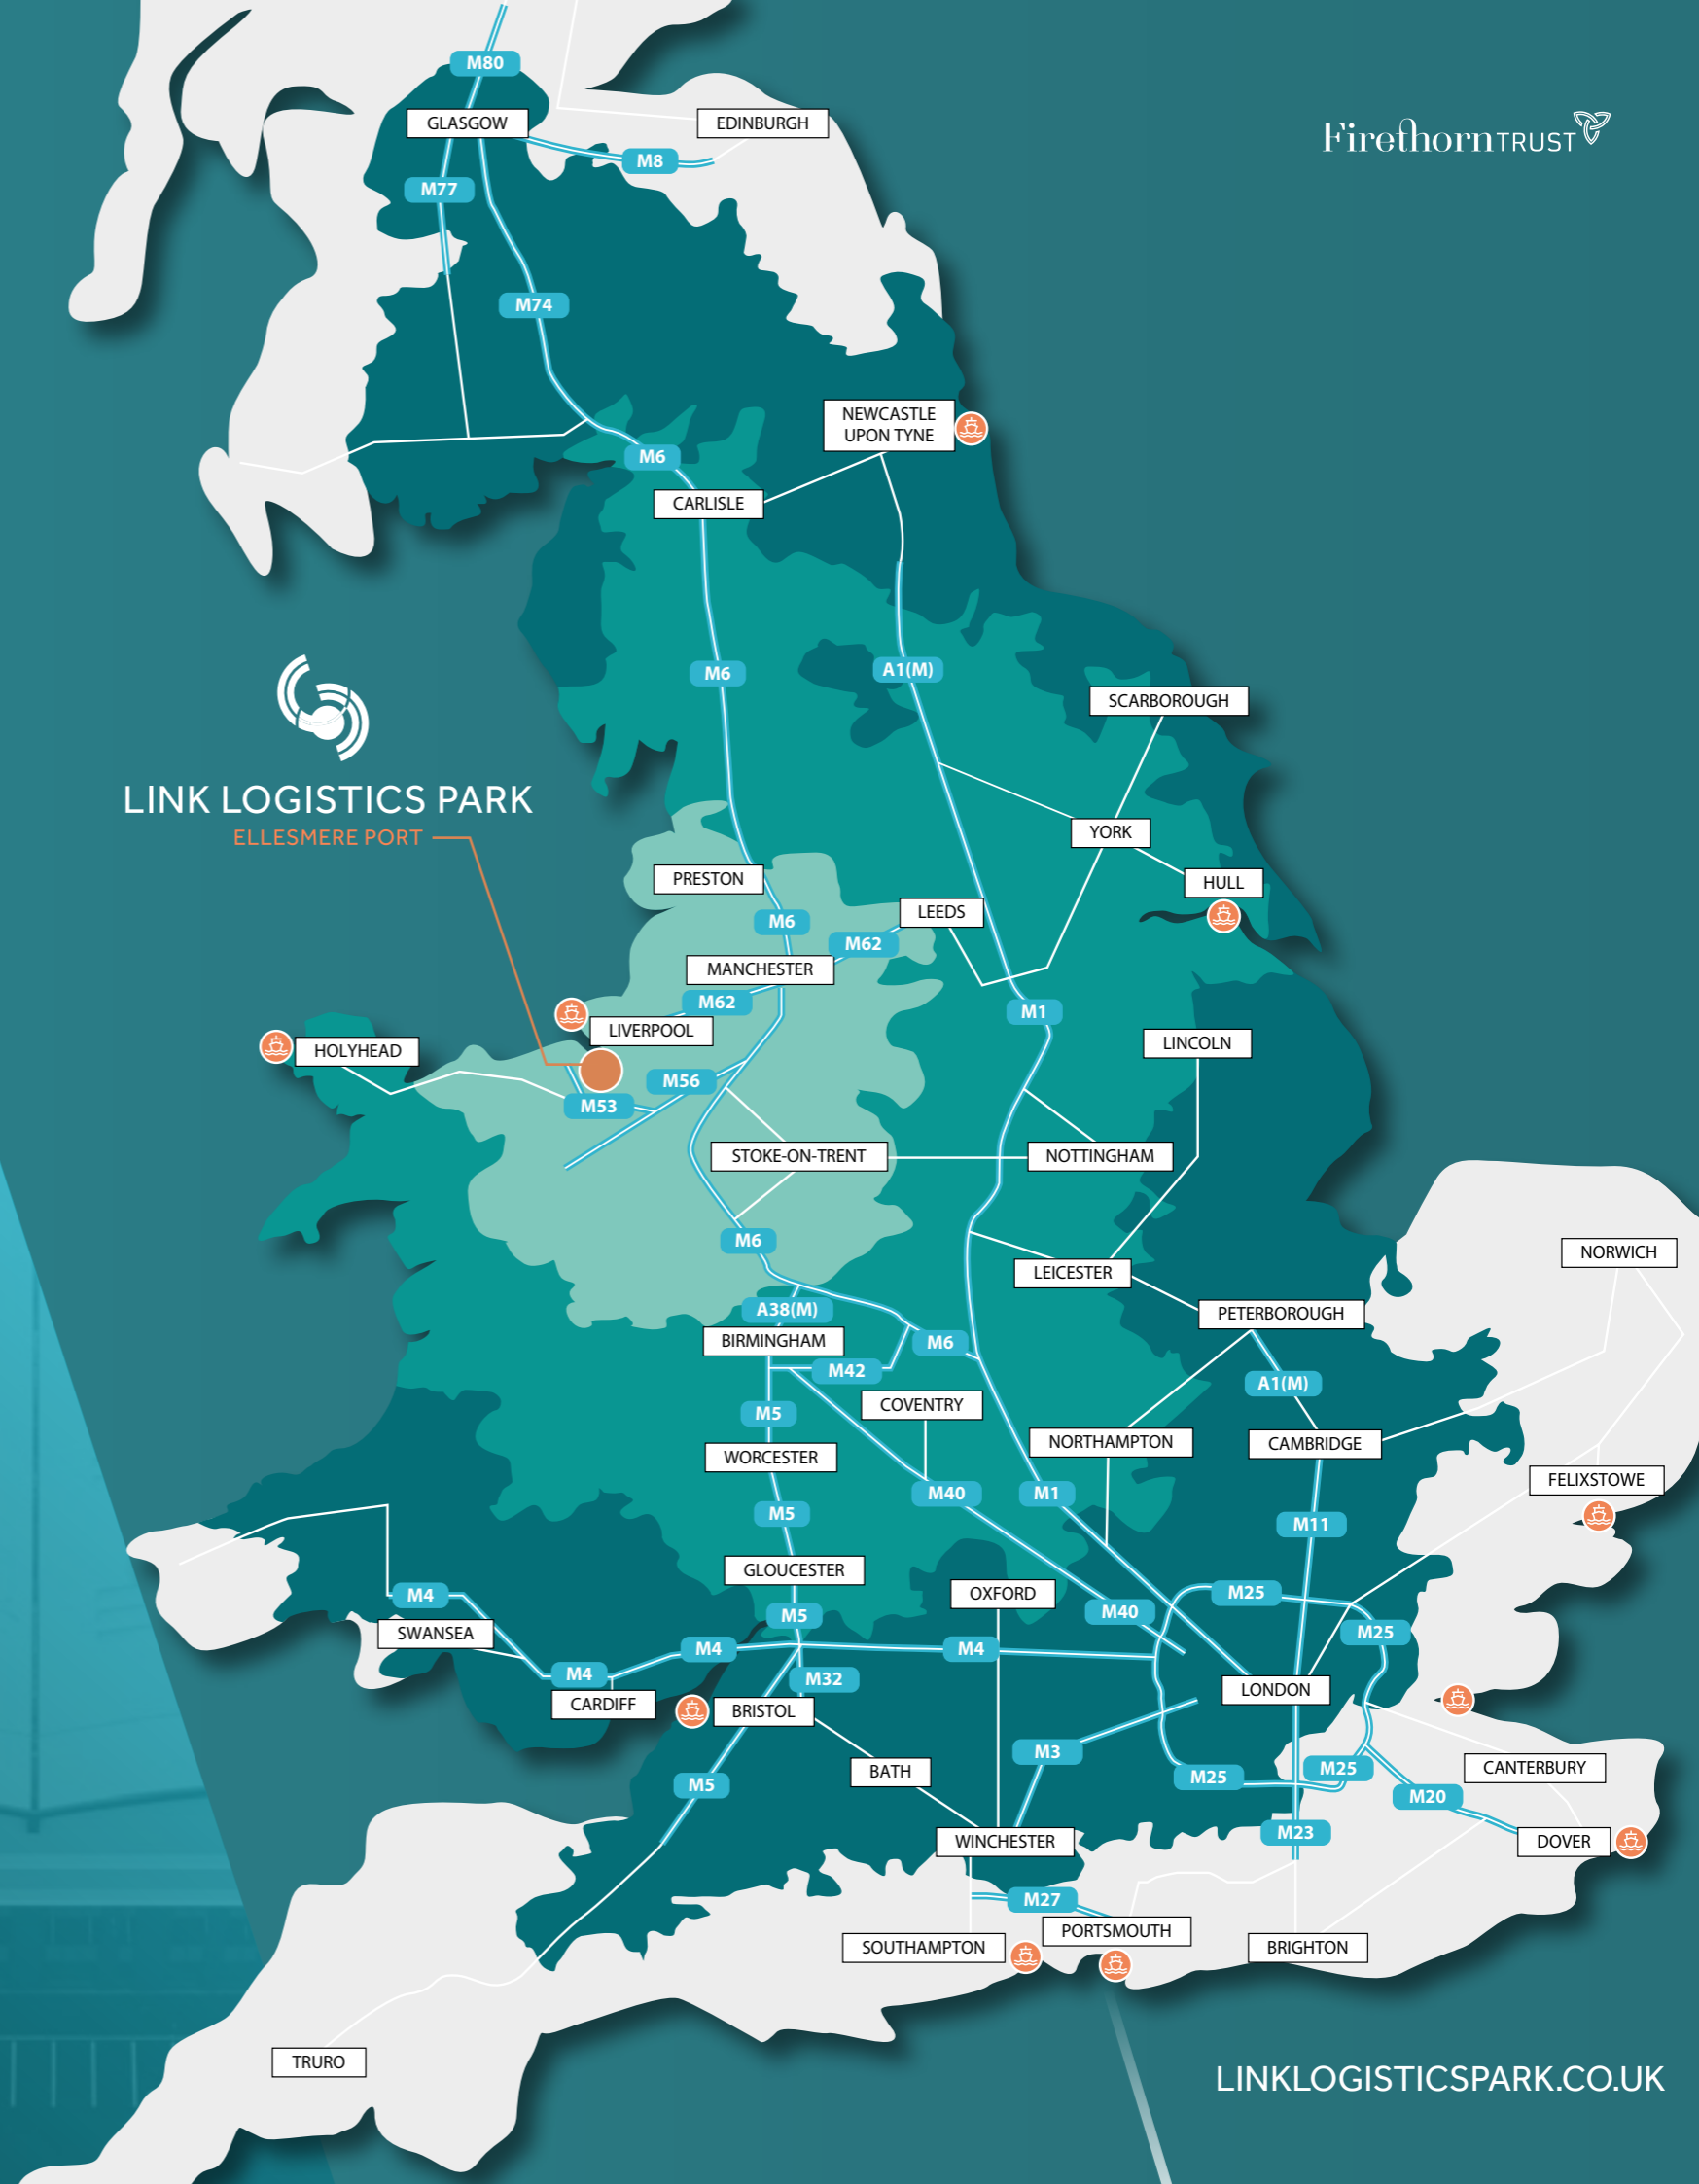 M80
GLASGOW
EDINBURGH
FirethornTRUST
M8
M77
M74
NEWCASTLE
UPON TYNE
M6
CARLISLE
M6
A1(M)
SCARBOROUGH
LINK LOGISTICS PARK
ELLESMERE PORT
YORK
PRESTON
HULL
LEEDS
M6
M62
MANCHESTER
M62
M1
LIVERPOOL
HOLYHEAD
LINCOLN
M56
M53
STOKE-ON-TRENT
NOTTINGHAM
M6
NORWICH
LEICESTER
A38(M)
PETERBOROUGH
BIRMINGHAM
M6
M42
A1(M)
COVENTRY
M5
NORTHAMPTON
CAMBRIDGE
WORCESTER
FELIXSTOWE
M40
M1
M5
M11
GLOUCESTER
OXFORD
M25
M4
M5
M40
SWANSEA
M25
M4
M4
M4
M32
LONDON
CARDIFF
BRISTOL
M3
BATH
CANTERBURY
M25
M25
M5
M20
M23
WINCHESTER
DOVER
M27
PORTSMOUTH
SOUTHAMPTON
BRIGHTON
TRURO
LINKLOGISTICSPARK.CO.UK